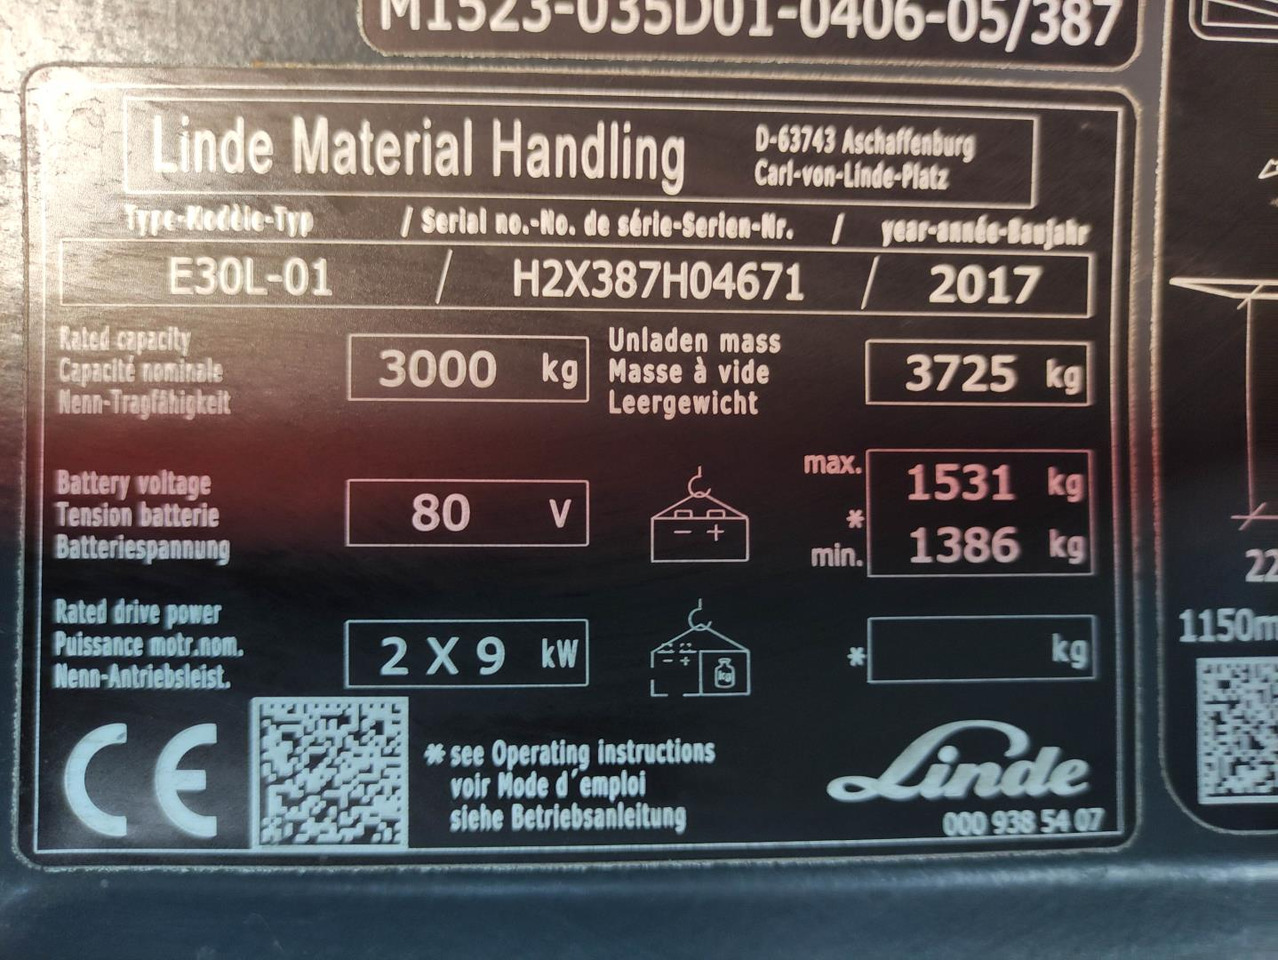 M1523-035D01-0406-05/387
Linde Material Handling
D-63743 Aschaffenburg
Carl-von-Linde-Platz
Type-Modèle-Typ / Serial no.-No. de série-Serien-Nr. / year-année-Baujahr
E30L-01 / H2X387H04671 / 2017
Rated capacity
Capacité nominale
Nenn-Tragfähigkeit
3000 kg
Unladen mass
Masse à vide
Leergewicht
3725 kg
Battery voltage
Tension batterie
Batteriespannung
80 V
- +
max. 1531 kg
*
min. 1386 kg
Rated drive power
Puissance motr.nom.
Nenn-Antriebsleist.
2 X 9 kW
- +
kg
* kg
CE
* see Operating instructions
voir Mode d'emploi
siehe Betriebsanleitung
Linde
000 938 54 07
22
1150m